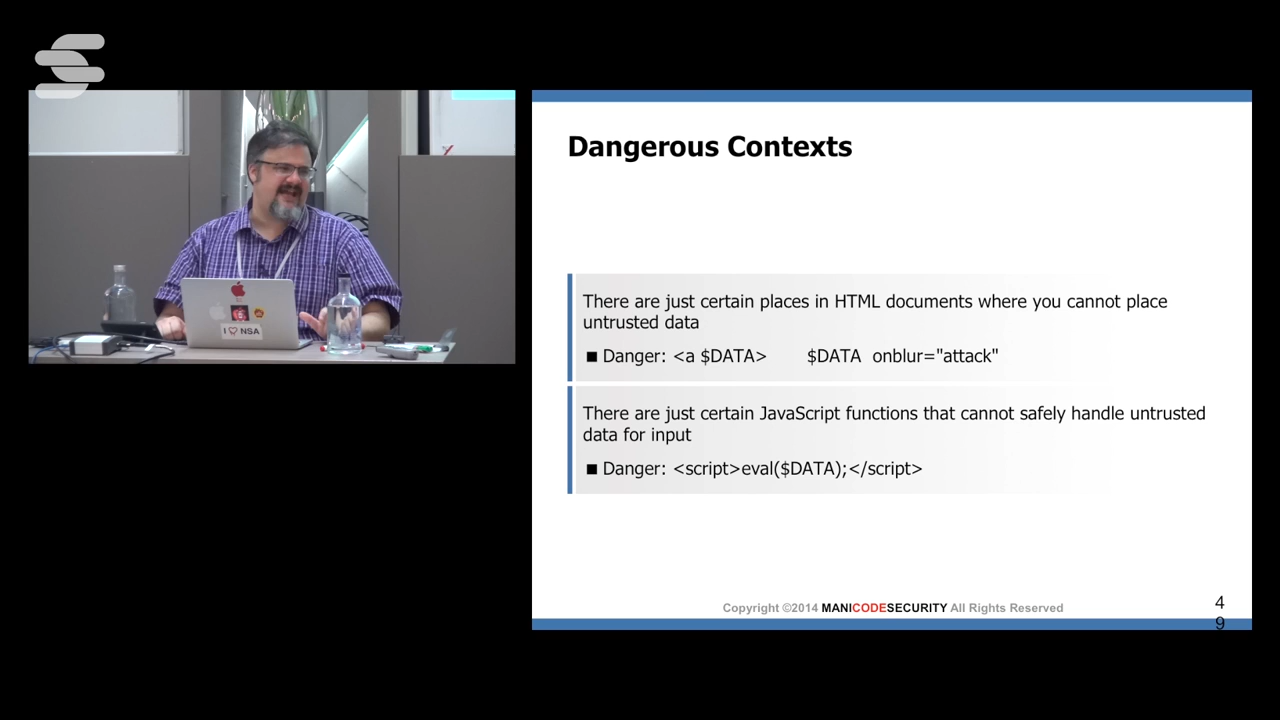 I NSA
Dangerous Contexts
There are just certain places in HTML documents where you cannot place
untrusted data
■ Danger: <a $DATA> $DATA onblur="attack"
There are just certain JavaScript functions that cannot safely handle untrusted
data for input
■ Danger: <script>eval($DATA);</script>
Copyright ©2014 MANICODESECURITY All Rights Reserved
4
9